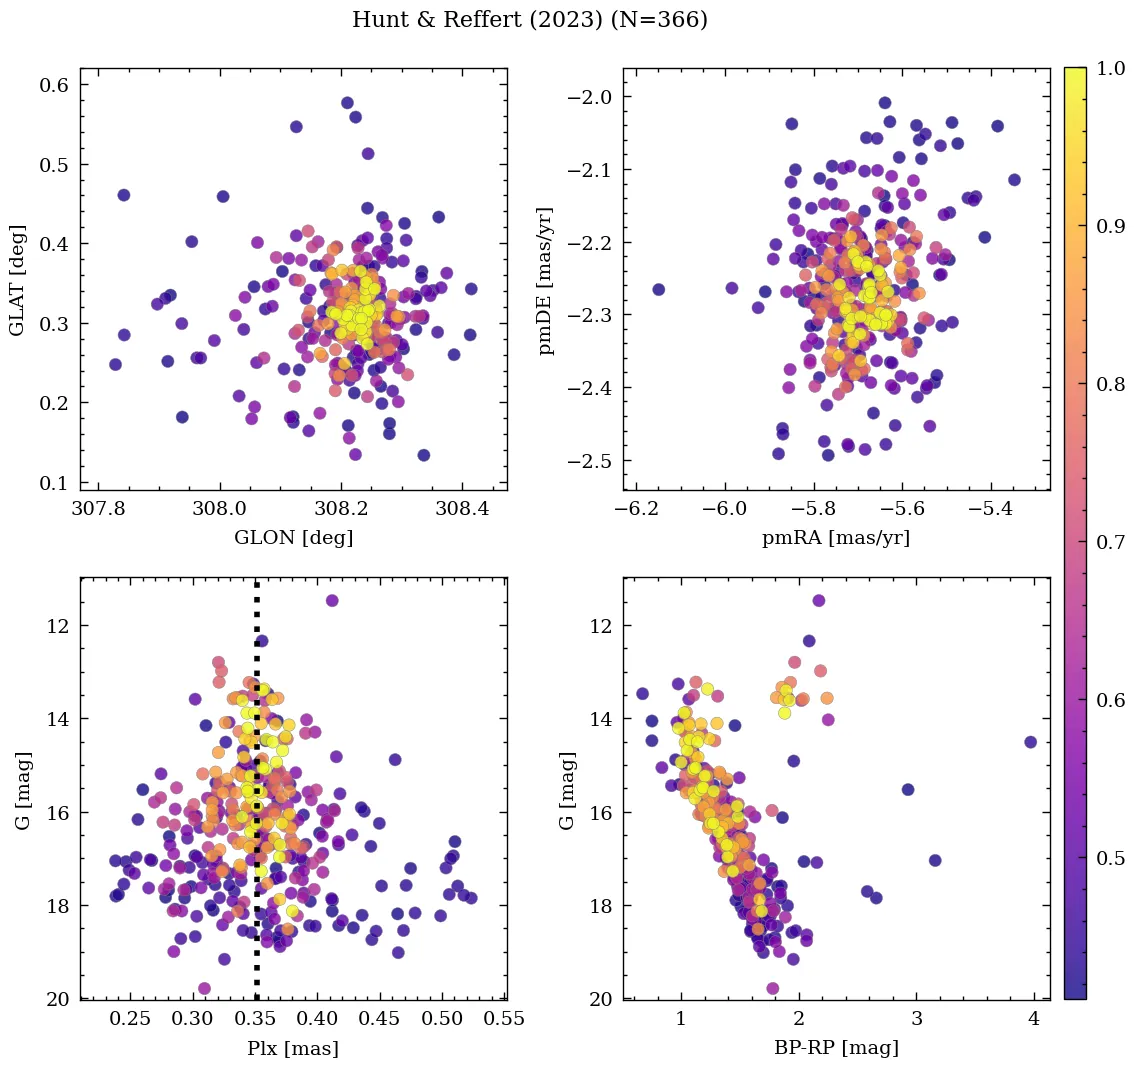 Hunt & Reffert (2023) (N=366)
0.6
0.5
0.4
0.3
0.2
0.1
GLAT [deg]
307.8 308.0 308.2 308.4
GLON [deg]
−2.0
−2.1
−2.2
−2.3
−2.4
−2.5
pmDE [mas/yr]
−6.2 −6.0 −5.8 −5.6 −5.4
pmRA [mas/yr]
1.0
0.9
0.8
0.7
0.6
0.5
12
14
16
18
20
G [mag]
0.25 0.30 0.35 0.40 0.45 0.50 0.55
Plx [mas]
12
14
16
18
20
G [mag]
1 2 3 4
BP-RP [mag]